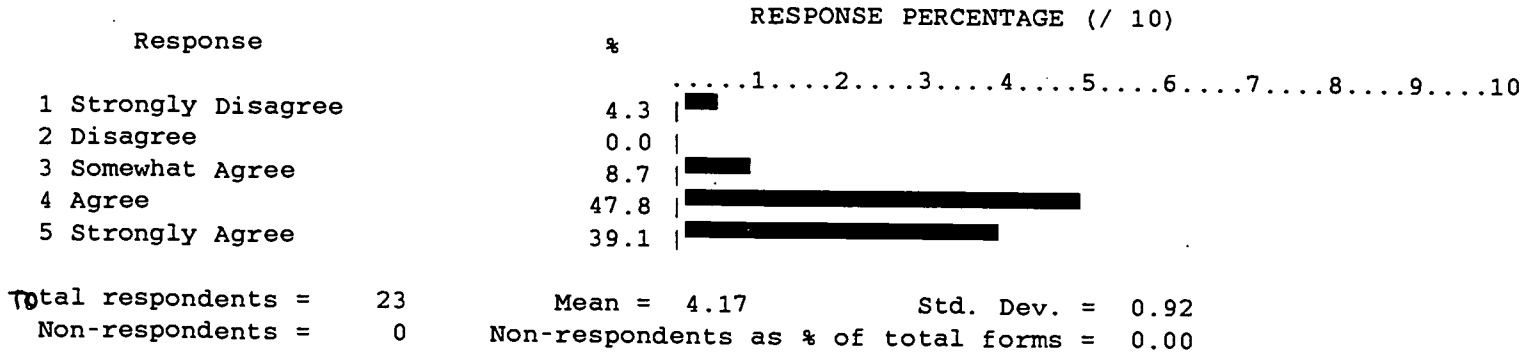 RESPONSE PERCENTAGE (/ 10)
Response %
.....1....2....3....4....5....6....7....8....9....10
1 Strongly Disagree 4.3 |
2 Disagree 0.0 |
3 Somewhat Agree 8.7 |
4 Agree 47.8 |
5 Strongly Agree 39.1 |
Total respondents = 23 Mean = 4.17 Std. Dev. = 0.92
Non-respondents = 0 Non-respondents as % of total forms = 0.00